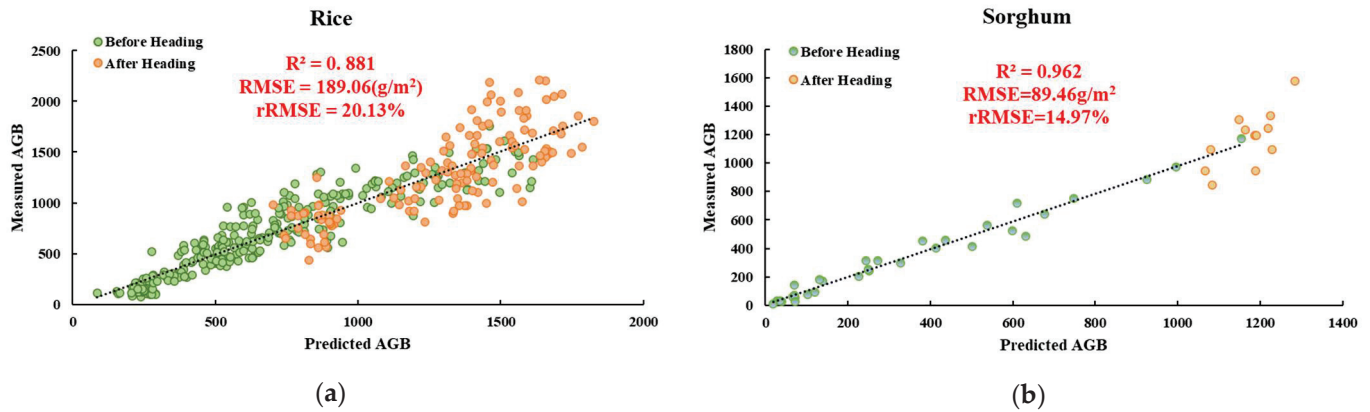 Rice
Before Heading
After Heading
R² = 0. 881
RMSE = 189.06(g/m²)
rRMSE = 20.13%
Measured AGB
2500
2000
1500
1000
500
0
0 500 1000 1500 2000
Predicted AGB
(a)
Sorghum
Before Heading
After Heading
R² = 0.962
RMSE=89.46g/m²
rRMSE=14.97%
Measured AGB
1800
1600
1400
1200
1000
800
600
400
200
0
0 200 400 600 800 1000 1200 1400
Predicted AGB
(b)